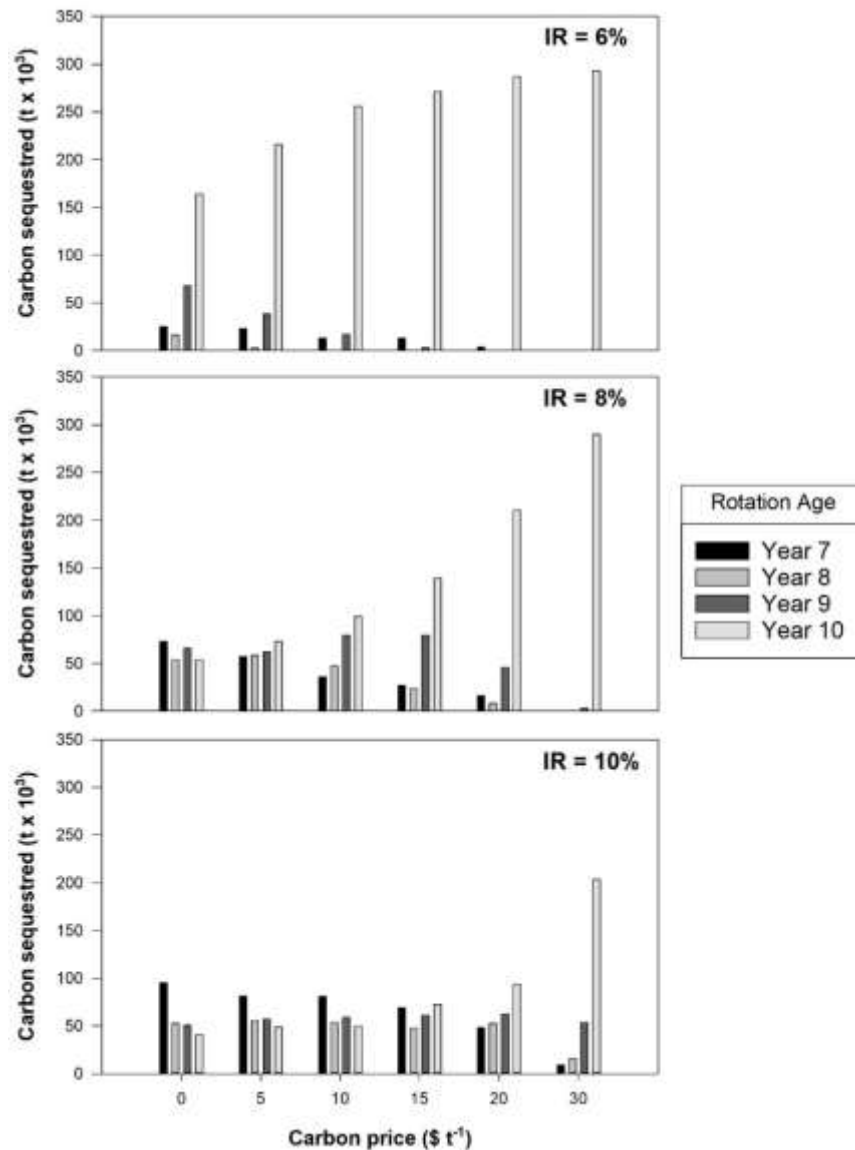 IR = 6%
Carbon sequestred (t x 10³)
350
300
250
200
150
100
50
0
IR = 8%
Carbon sequestred (t x 10³)
350
300
250
200
150
100
50
0
Rotation Age
Year 7
Year 8
Year 9
Year 10
IR = 10%
Carbon sequestred (t x 10³)
350
300
250
200
150
100
50
0
0 5 10 15 20 30
Carbon price ($ t⁻¹)